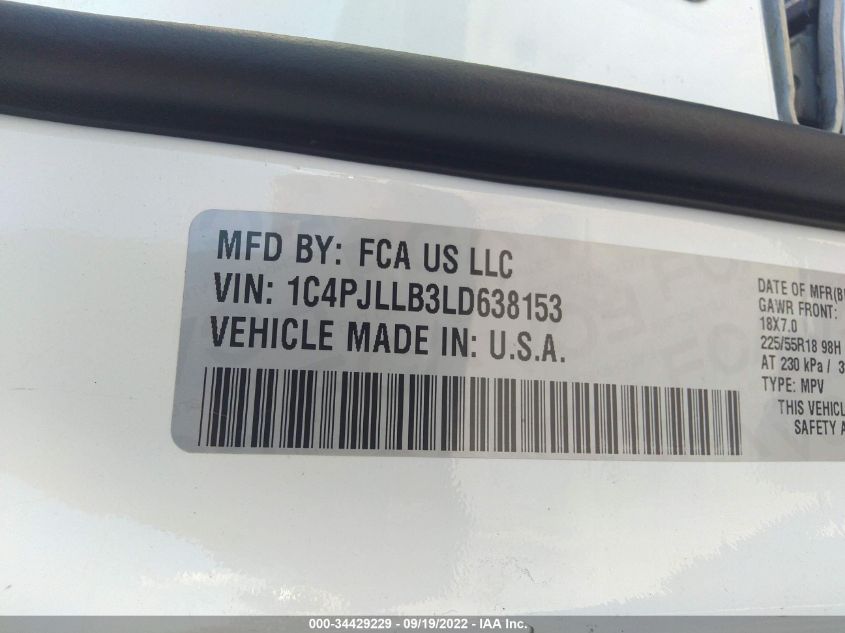 MFD BY: FCA US LLC
VIN: 1C4PJLLB3LD638153
VEHICLE MADE IN: U.S.A.
DATE OF MFR
GAWR FRONT:
18X7.0
225/55R18 98H
AT 230 kPa /
TYPE: MPV
THIS
SAFETY
000-34429229 - 09/19/2022 - IAA Inc.